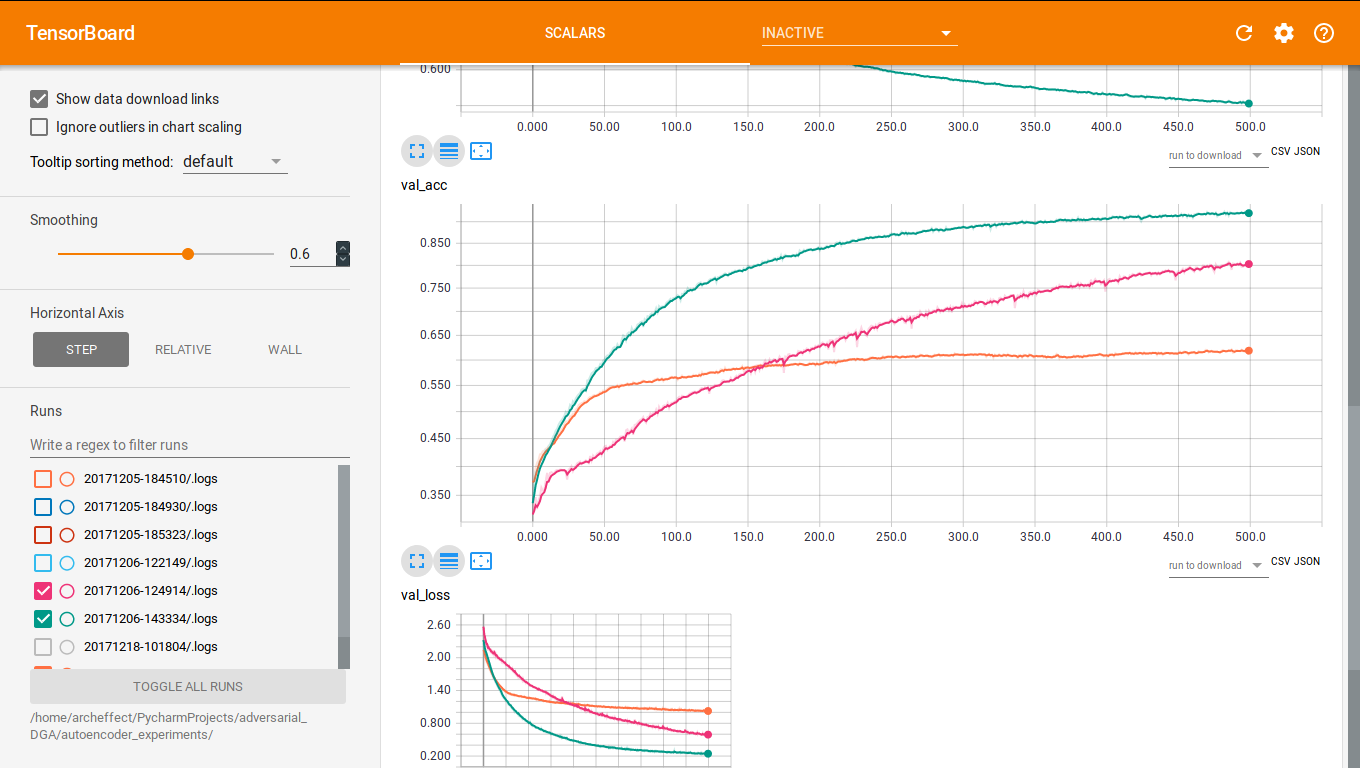 TensorBoard
SCALARS
INACTIVE
Show data download links
Ignore outliers in chart scaling
Tooltip sorting method: default
Smoothing
0.6
Horizontal Axis
STEP RELATIVE WALL
Runs
Write a regex to filter runs
20171205-184510/.logs
20171205-184930/.logs
20171205-185323/.logs
20171206-122149/.logs
20171206-124914/.logs
20171206-143334/.logs
20171218-101804/.logs
TOGGLE ALL RUNS
/home/archeffect/PycharmProjects/adversarial_
DGA/autoencoder_experiments/
0.600
0.000 50.00 100.0 150.0 200.0 250.0 300.0 350.0 400.0 450.0 500.0
run to download CSV JSON
val_acc
0.850
0.750
0.650
0.550
0.450
0.350
0.000 50.00 100.0 150.0 200.0 250.0 300.0 350.0 400.0 450.0 500.0
run to download CSV JSON
val_loss
2.60
2.00
1.40
0.800
0.200